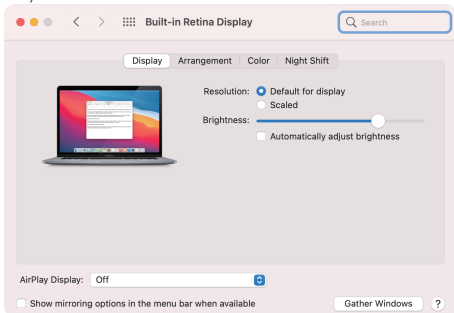 Built-in Retina Display
Search
Display Arrangement Color Night Shift
Resolution: Default for display
Scaled
Brightness:
Automatically adjust brightness
AirPlay Display: Off
Show mirroring options in the menu bar when available
Gather Windows ?